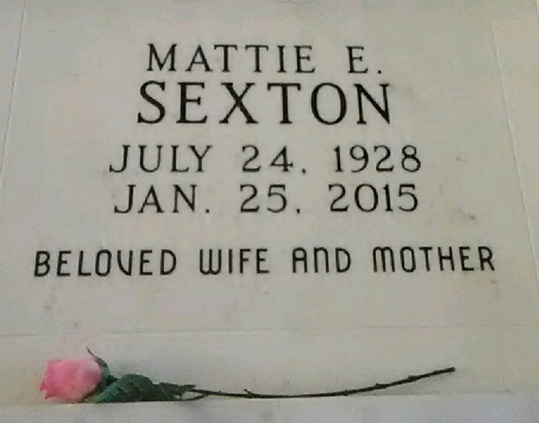 MATTIE E.
SEXTON
JULY 24, 1928
JAN. 25, 2015
BELOVED WIFE AND MOTHER